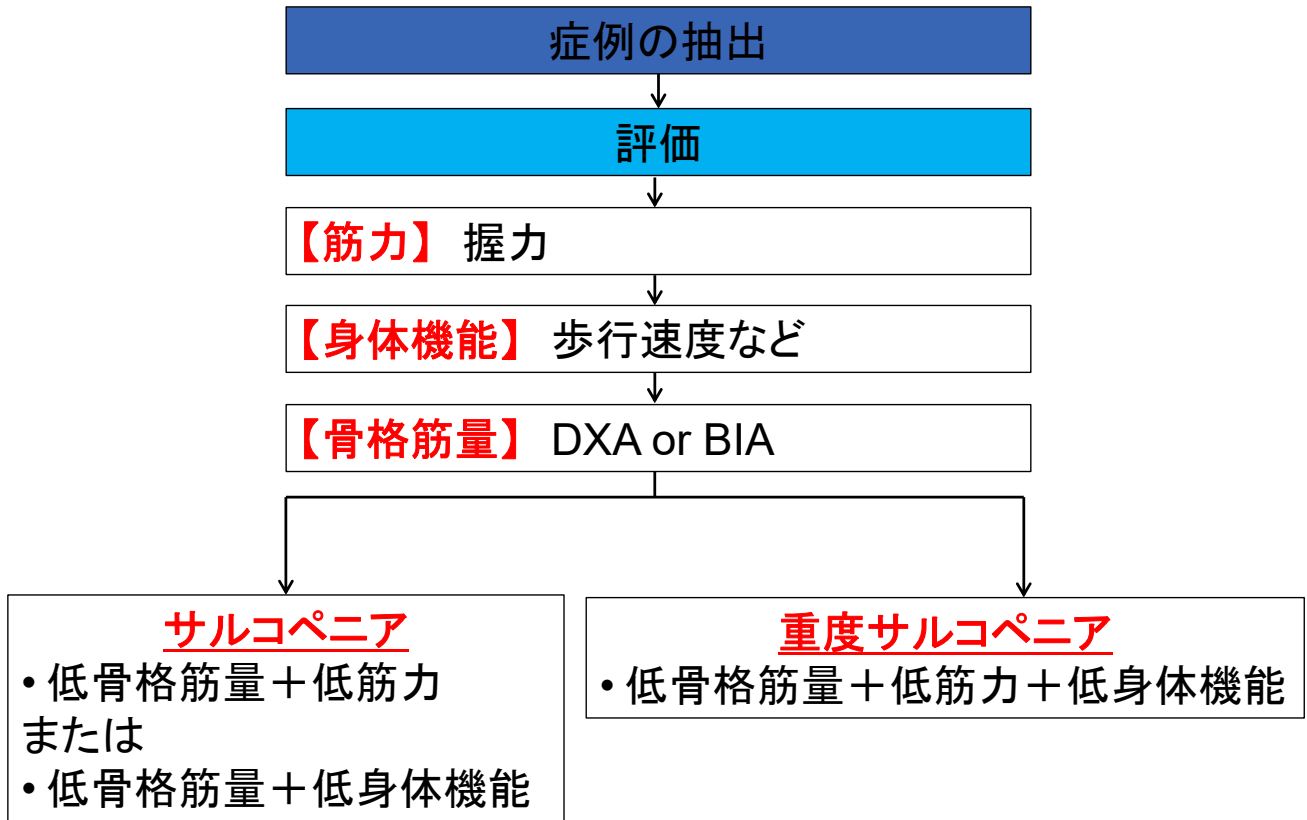 症例の抽出
評価
【筋力】 握力
【身体機能】 歩行速度など
【骨格筋量】 DXA or BIA
サルコペニア
• 低骨格筋量＋低筋力
または
• 低骨格筋量＋低身体機能
重度サルコペニア
• 低骨格筋量＋低筋力＋低身体機能